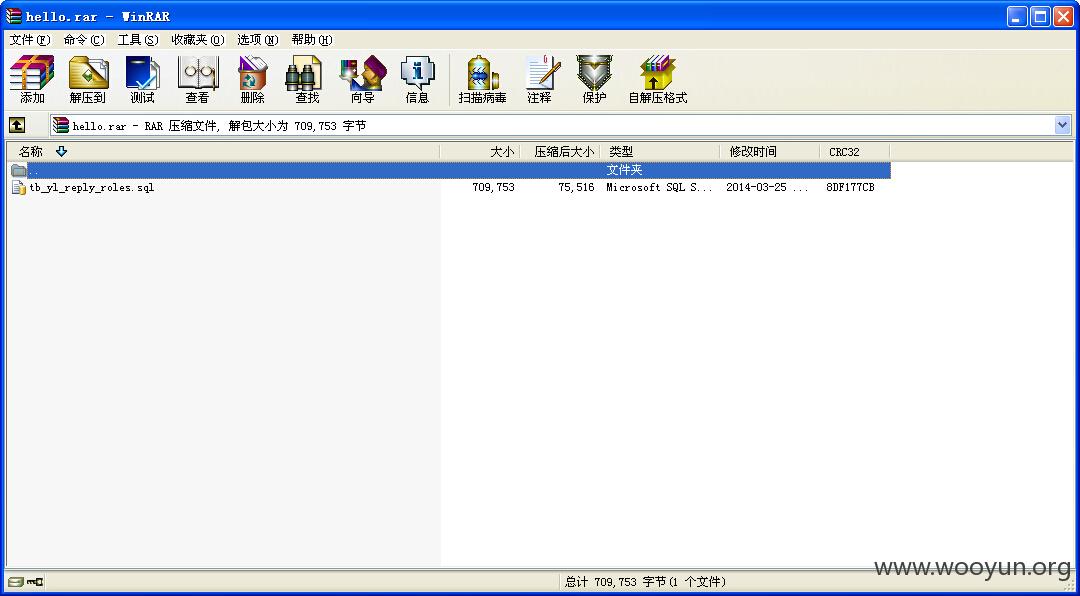 hello.rar - WinRAR
文件(F) 命令(C) 工具(S) 收藏夹(O) 选项(N) 帮助(H)
添加 解压到 测试 查看 删除 查找 向导 信息 扫描病毒 注释 保护 自解压格式
hello.rar - RAR 压缩文件, 解包大小为 709,753 字节
名称 大小 压缩后大小 类型 修改时间 CRC32
.. 文件夹
tb_yl_reply_roles.sql 709,753 75,516 Microsoft SQL S... 2014-03-25 ... 8DF177CB
总计 709,753 字节(1 个文件)
www.wooyun.org